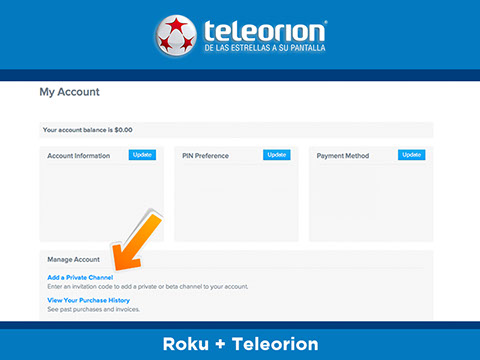 teleorion®
DE LAS ESTRELLAS A SU PANTALLA
My Account
Your account balance is $0.00
Account Information Update PIN Preference Update Payment Method Update
Manage Account
Add a Private Channel
Enter an invitation code to add a private or beta channel to your account.
View Your Purchase History
See past purchases and invoices.
Roku + Teleorion